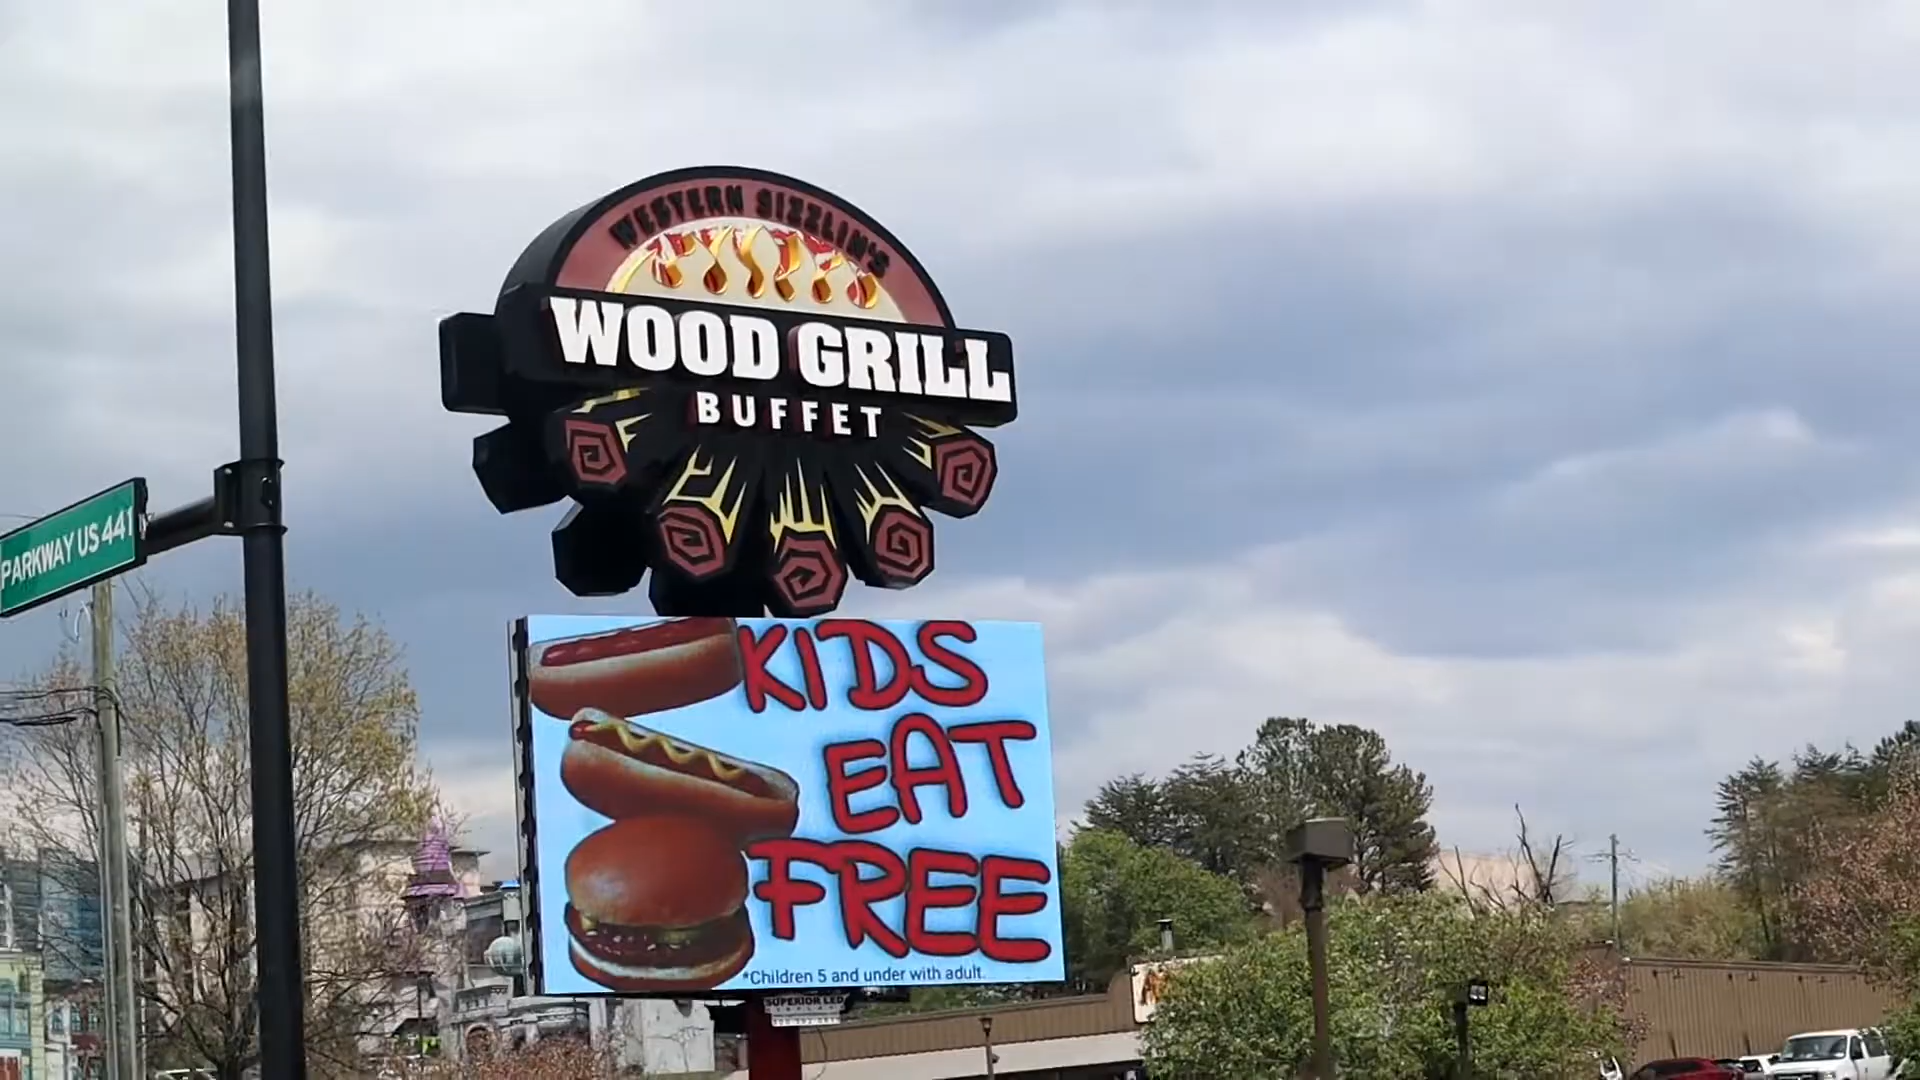 WESTERN SIZZLIN'S
WOOD GRILL
BUFFET
PARKWAY US 441
KIDS
EAT
FREE
*Children 5 and under with adult.
SUPERIOR LED